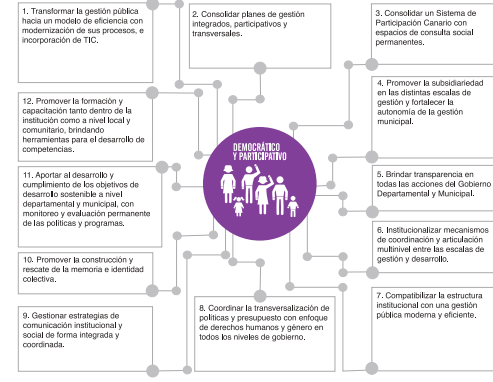 1. Transformar la gestión pública
hacia un modelo de eficiencia con
modernización de sus procesos, e
incorporación de TIC.
2. Consolidar planes de gestión
integrados, participativos y
transversales.
3. Consolidar un Sistema de
Participación Canario con
espacios de consulta social
permanentes.
4. Promover la subsidiariedad
en las distintas escalas de
gestión y fortalecer la
autonomía de la gestión
municipal.
5. Brindar transparencia en
todas las acciones del Gobierno
Departamental y Municipal.
6. Institucionalizar mecanismos
de coordinación y articulación
multinivel entre las escalas de
gestión y desarrollo.
7. Compatibilizar la estructura
institucional con una gestión
pública moderna y eficiente.
8. Coordinar la transversalización de
políticas y presupuesto con enfoque
de derechos humanos y género en
todos los niveles de gobierno.
9. Gestionar estrategias de
comunicación institucional y
social de forma integrada y
coordinada.
10. Promover la construcción y
rescate de la memoria e identidad
colectiva.
11. Aportar al desarrollo y
cumplimiento de los objetivos de
desarrollo sostenible a nivel
departamental y municipal, con
monitoreo y evaluación permanente
de las políticas y programas.
12. Promover la formación y
capacitación tanto dentro de la
institución como a nivel local y
comunitario, brindando
herramientas para el desarrollo de
competencias.
DEMOCRÁTICO
Y PARTICIPATIVO